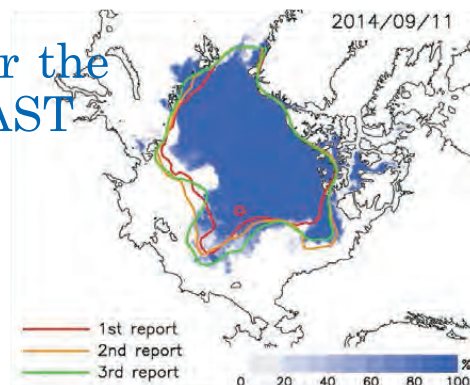 2014/09/11
r the
AST
1st report
2nd report
3rd report
%
0 20 40 60 80 100